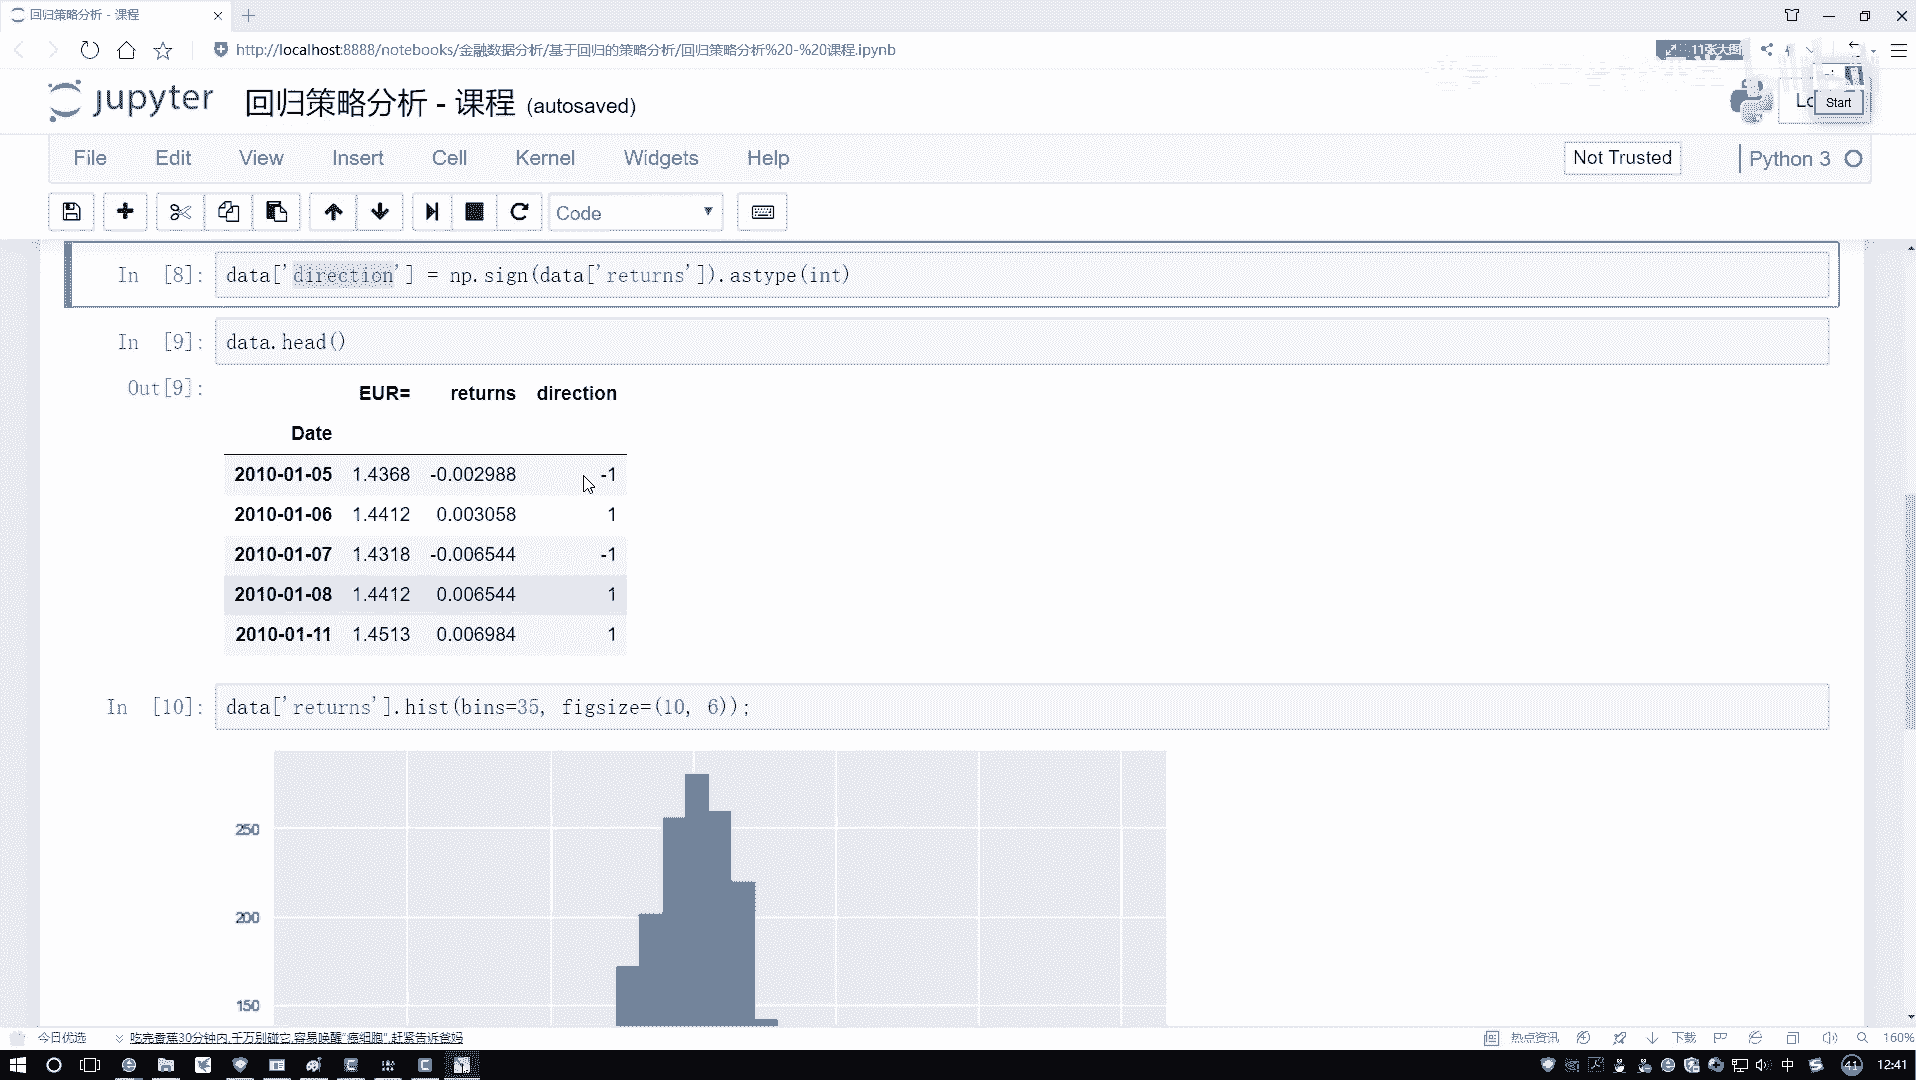 回归策略分析 - 课程
http://localhost:8888/notebooks/金融数据分析/基于回归的策略分析/回归策略分析%20-%20课程.ipynb
11张大图
jupyter 回归策略分析 - 课程 (autosaved)
Start
File Edit View Insert Cell Kernel Widgets Help
Not Trusted
Python 3
Code
In [8]: data['direction'] = np.sign(data['returns']).astype(int)
In [9]: data.head()
Out[9]:
EUR= returns direction
Date
2010-01-05 1.4368 -0.002988 -1
2010-01-06 1.4412 0.003058 1
2010-01-07 1.4318 -0.006544 -1
2010-01-08 1.4412 0.006544 1
2010-01-11 1.4513 0.006984 1
In [10]: data['returns'].hist(bins=35, figsize=(10, 6));
250
200
150
今日优选
吃完香蕉30分钟内,千万别碰它,容易唤醒"癌细胞",赶紧告诉爸妈
热点资讯
下载
160%
中
41
12:41